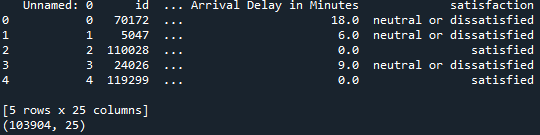 Unnamed: 0 id ... Arrival Delay in Minutes satisfaction
0 0 70172 ... 18.0 neutral or dissatisfied
1 1 5047 ... 6.0 neutral or dissatisfied
2 2 110028 ... 0.0 satisfied
3 3 24026 ... 9.0 neutral or dissatisfied
4 4 119299 ... 0.0 satisfied
[5 rows x 25 columns]
(103904, 25)